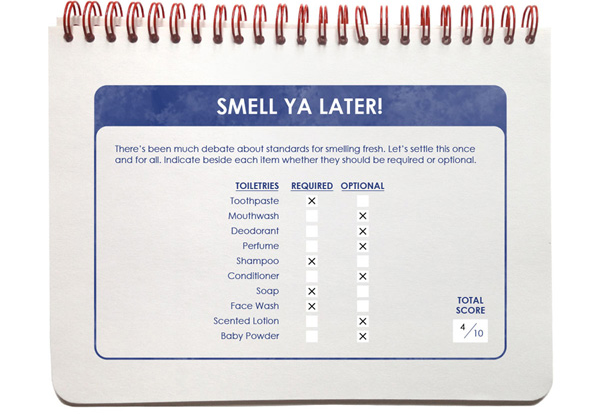 SMELL YA LATER!
There's been much debate about standards for smelling fresh. Let's settle this once
and for all. Indicate beside each item whether they should be required or optional.
TOILETRIES REQUIRED OPTIONAL
Toothpaste X
Mouthwash X
Deodorant X
Perfume X
Shampoo X
Conditioner X
Soap X
Face Wash X
Scented Lotion X
Baby Powder X
TOTAL
SCORE
4/10